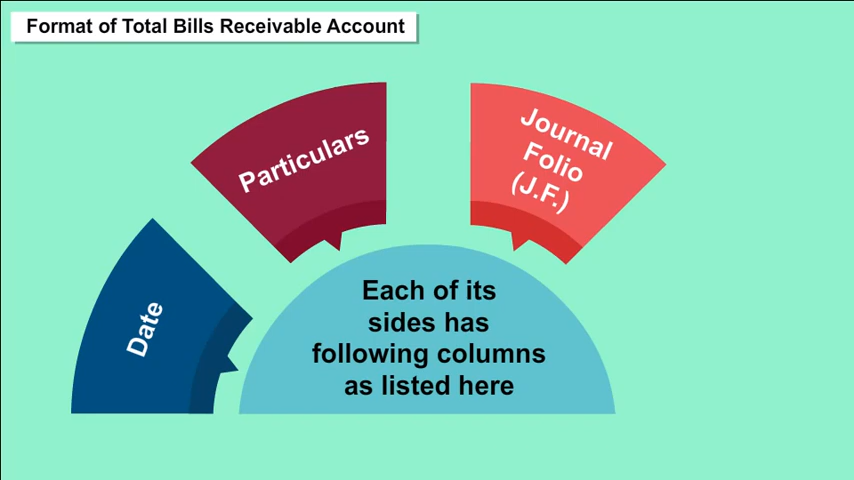 Format of Total Bills Receivable Account
Particulars
Journal
Folio
(J.F.)
Date
Each of its
sides has
following columns
as listed here